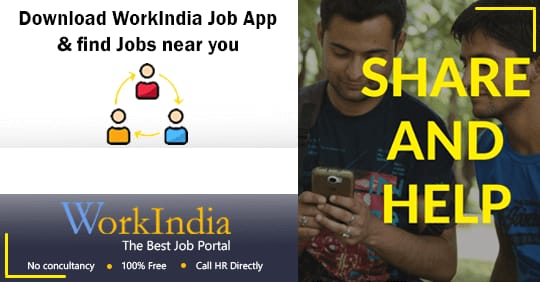 Download WorkIndia Job App
& find Jobs near you
WorkIndia
The Best Job Portal
No concultancy • 100% Free • Call HR Directly
SHARE
AND
HELP